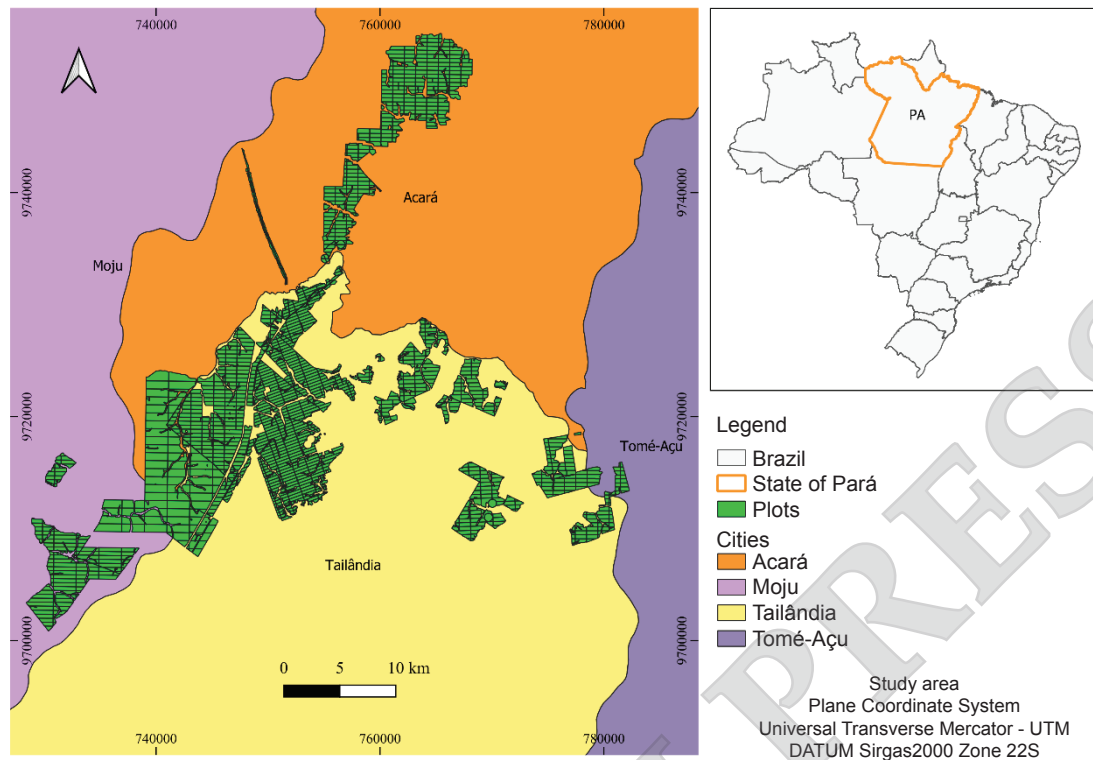 740000
760000
780000
9740000
9740000
Acará
Moju
9720000
9720000
Tomé-Açu
Tailândia
9700000
9700000
0 5 10 km
740000
760000
780000
PA
Legend
Brazil
State of Pará
Plots
Cities
Acará
Moju
Tailândia
Tomé-Açu
Study area
Plane Coordinate System
Universal Transverse Mercator - UTM
DATUM Sirgas2000 Zone 22S
PRESS